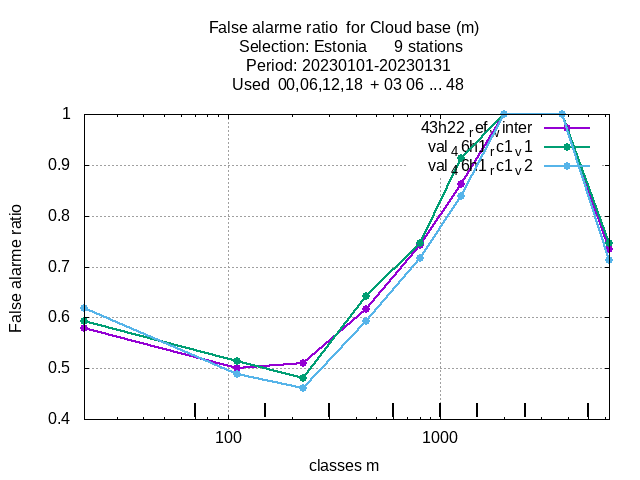 False alarme ratio for Cloud base (m)
Selection: Estonia 9 stations
Period: 20230101-20230131
Used 00,06,12,18 + 03 06 ... 48
43h22_ref_winter
val_46h1_rc1_v1
val_46h1_rc1_v2
1
0.9
0.8
0.7
0.6
0.5
0.4
False alarme ratio
100 1000
classes m